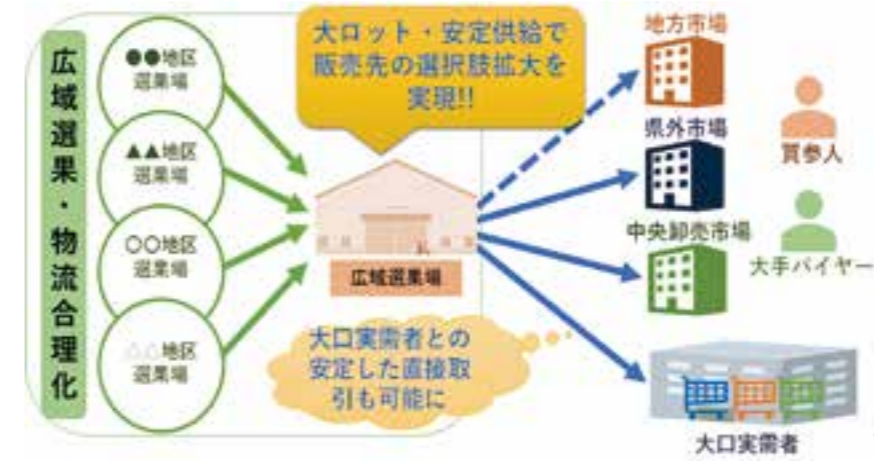 広域選果・物流合理化
●●地区
選果場
▲▲地区
選果場
○○地区
選果場
△△地区
選果場
大ロット・安定供給で
販売先の選択肢拡大を
実現!!
広域選果場
大口実需者との
安定した直接取
引も可能に
地方市場
県外市場
中央卸売市場
買参人
大手バイヤー
大口実需者